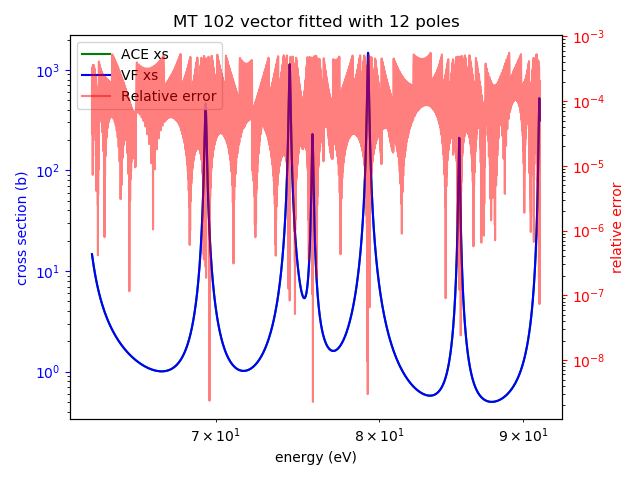 MT 102 vector fitted with 12 poles
ACE xs
VF xs
Relative error
cross section (b)
10³
10²
10¹
10⁰
10⁻³
10⁻⁴
10⁻⁵
10⁻⁶
10⁻⁷
10⁻⁸
relative error
7 × 10¹
8 × 10¹
9 × 10¹
energy (eV)